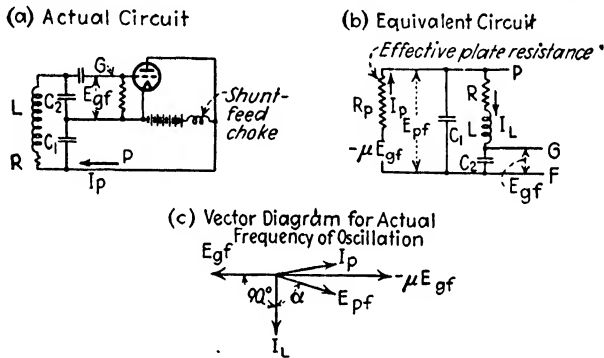 (a) Actual Circuit
G
Egf
C2
L
C1
R
P
Ip
Shunt-
feed
choke
(b) Equivalent Circuit
Effective plate resistance
P
Rp
Ip
Epf
C1
R
IL
L
-μEgf
C2
G
F
Egf
(c) Vector Diagram for Actual
Frequency of Oscillation
Egf
Ip
-μEgf
90°
α
Epf
IL